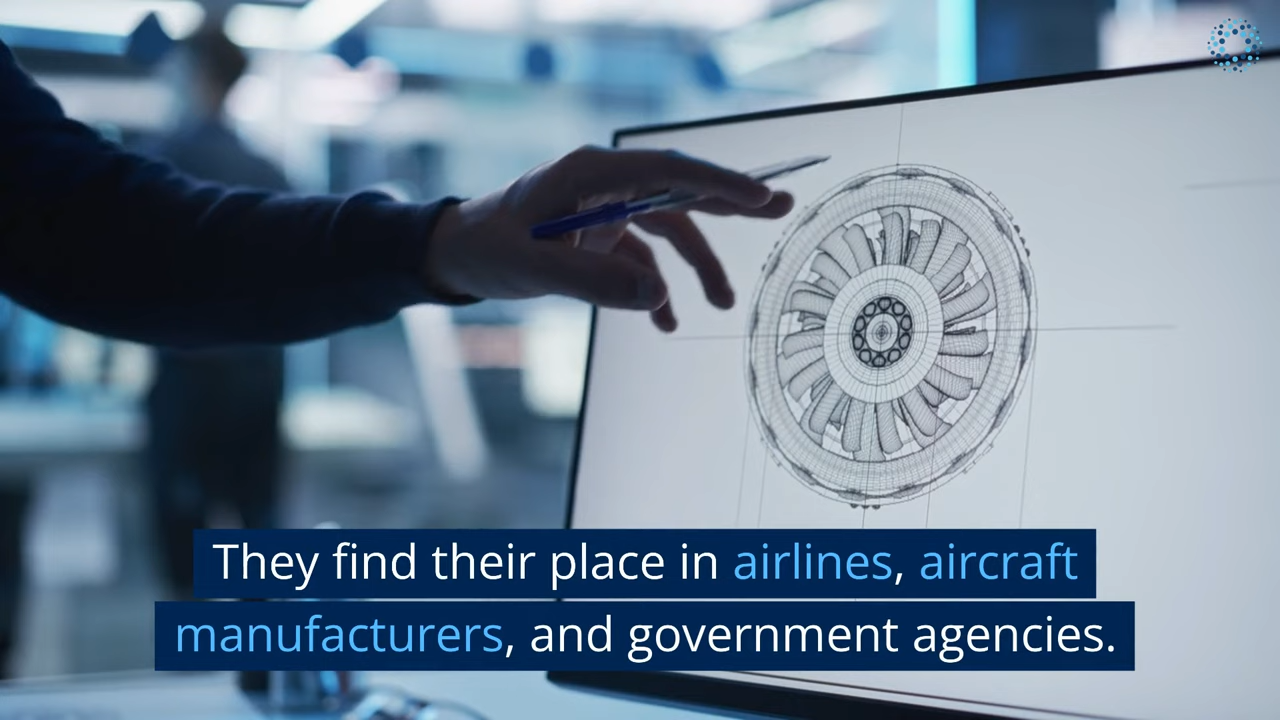 They find their place in airlines, aircraft
manufacturers, and government agencies.